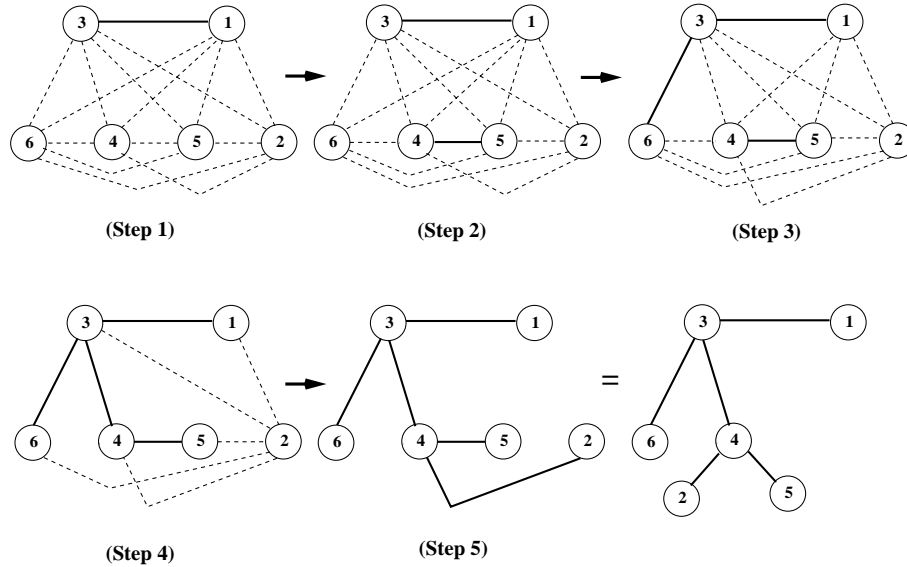 3 1 3 1 3 1
6 4 5 2 6 4 5 2 6 4 5 2
(Step 1) (Step 2) (Step 3)
3 1 3 1 3 1
=
6 4 5 2 6 4 5 2 6 4
2 5
(Step 4) (Step 5)